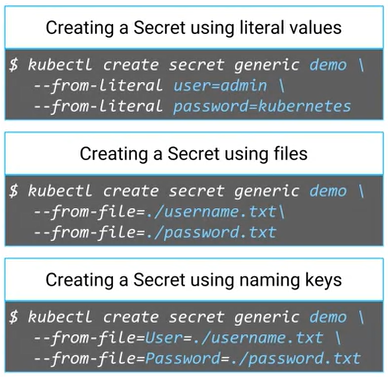 Creating a Secret using literal values
$ kubectl create secret generic demo \
--from-literal user=admin \
--from-literal password=kubernetes
Creating a Secret using files
$ kubectl create secret generic demo \
--from-file=./username.txt\
--from-file=./password.txt
Creating a Secret using naming keys
$ kubectl create secret generic demo \
--from-file=User=./username.txt \
--from-file=Password=./password.txt